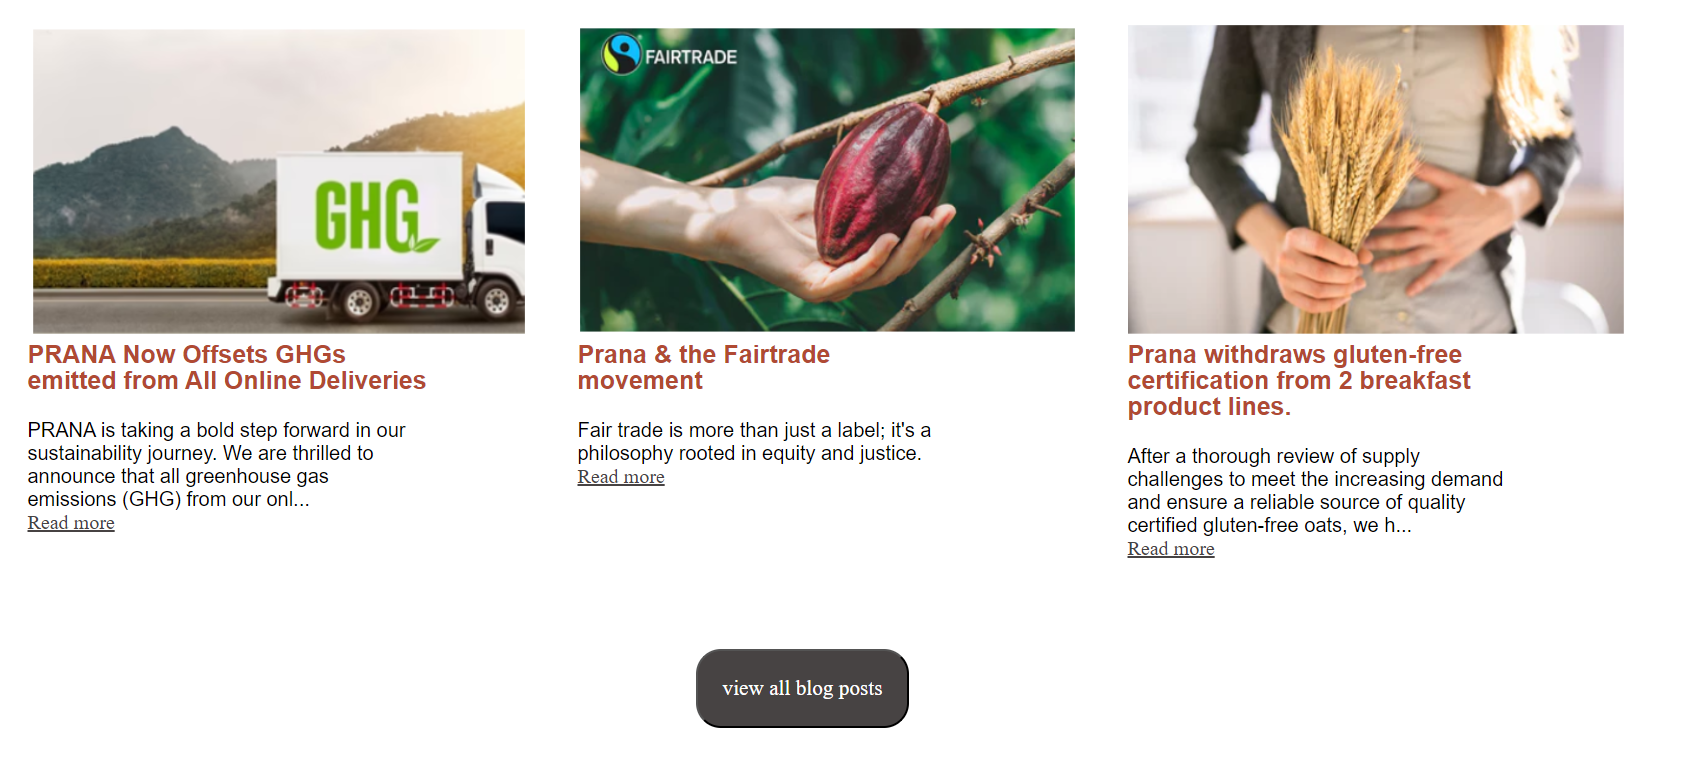 GHG
PRANA Now Offsets GHGs
emitted from All Online Deliveries
PRANA is taking a bold step forward in our
sustainability journey. We are thrilled to
announce that all greenhouse gas
emissions (GHG) from our onl...
Read more
FAIRTRADE
Prana & the Fairtrade
movement
Fair trade is more than just a label; it's a
philosophy rooted in equity and justice.
Read more
Prana withdraws gluten-free
certification from 2 breakfast
product lines.
After a thorough review of supply
challenges to meet the increasing demand
and ensure a reliable source of quality
certified gluten-free oats, we h...
Read more
view all blog posts